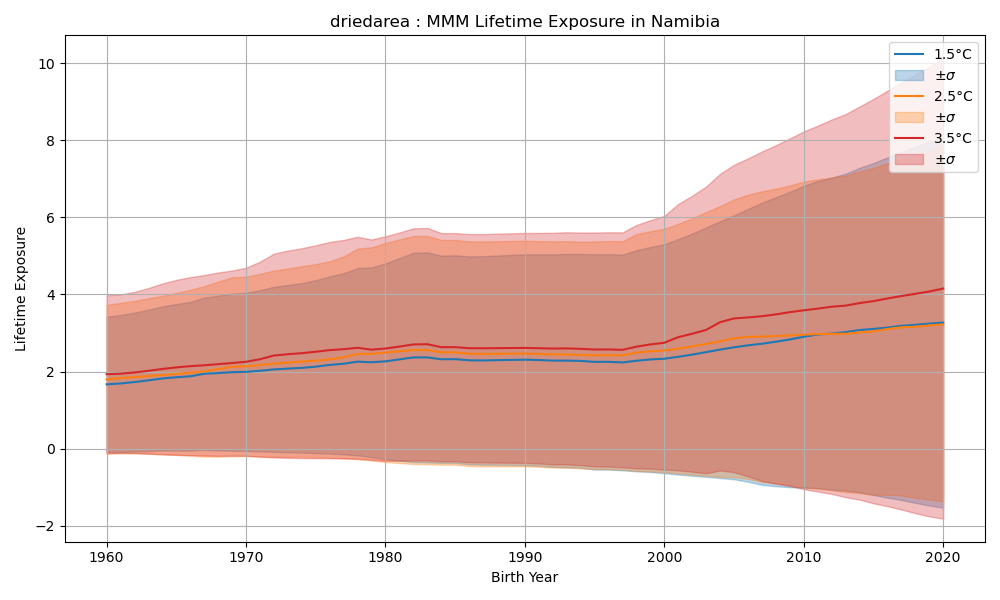 driedarea : MMM Lifetime Exposure in Namibia
1.5°C
±σ
2.5°C
±σ
3.5°C
±σ
Lifetime Exposure
10
8
6
4
2
0
−2
1960 1970 1980 1990 2000 2010 2020
Birth Year